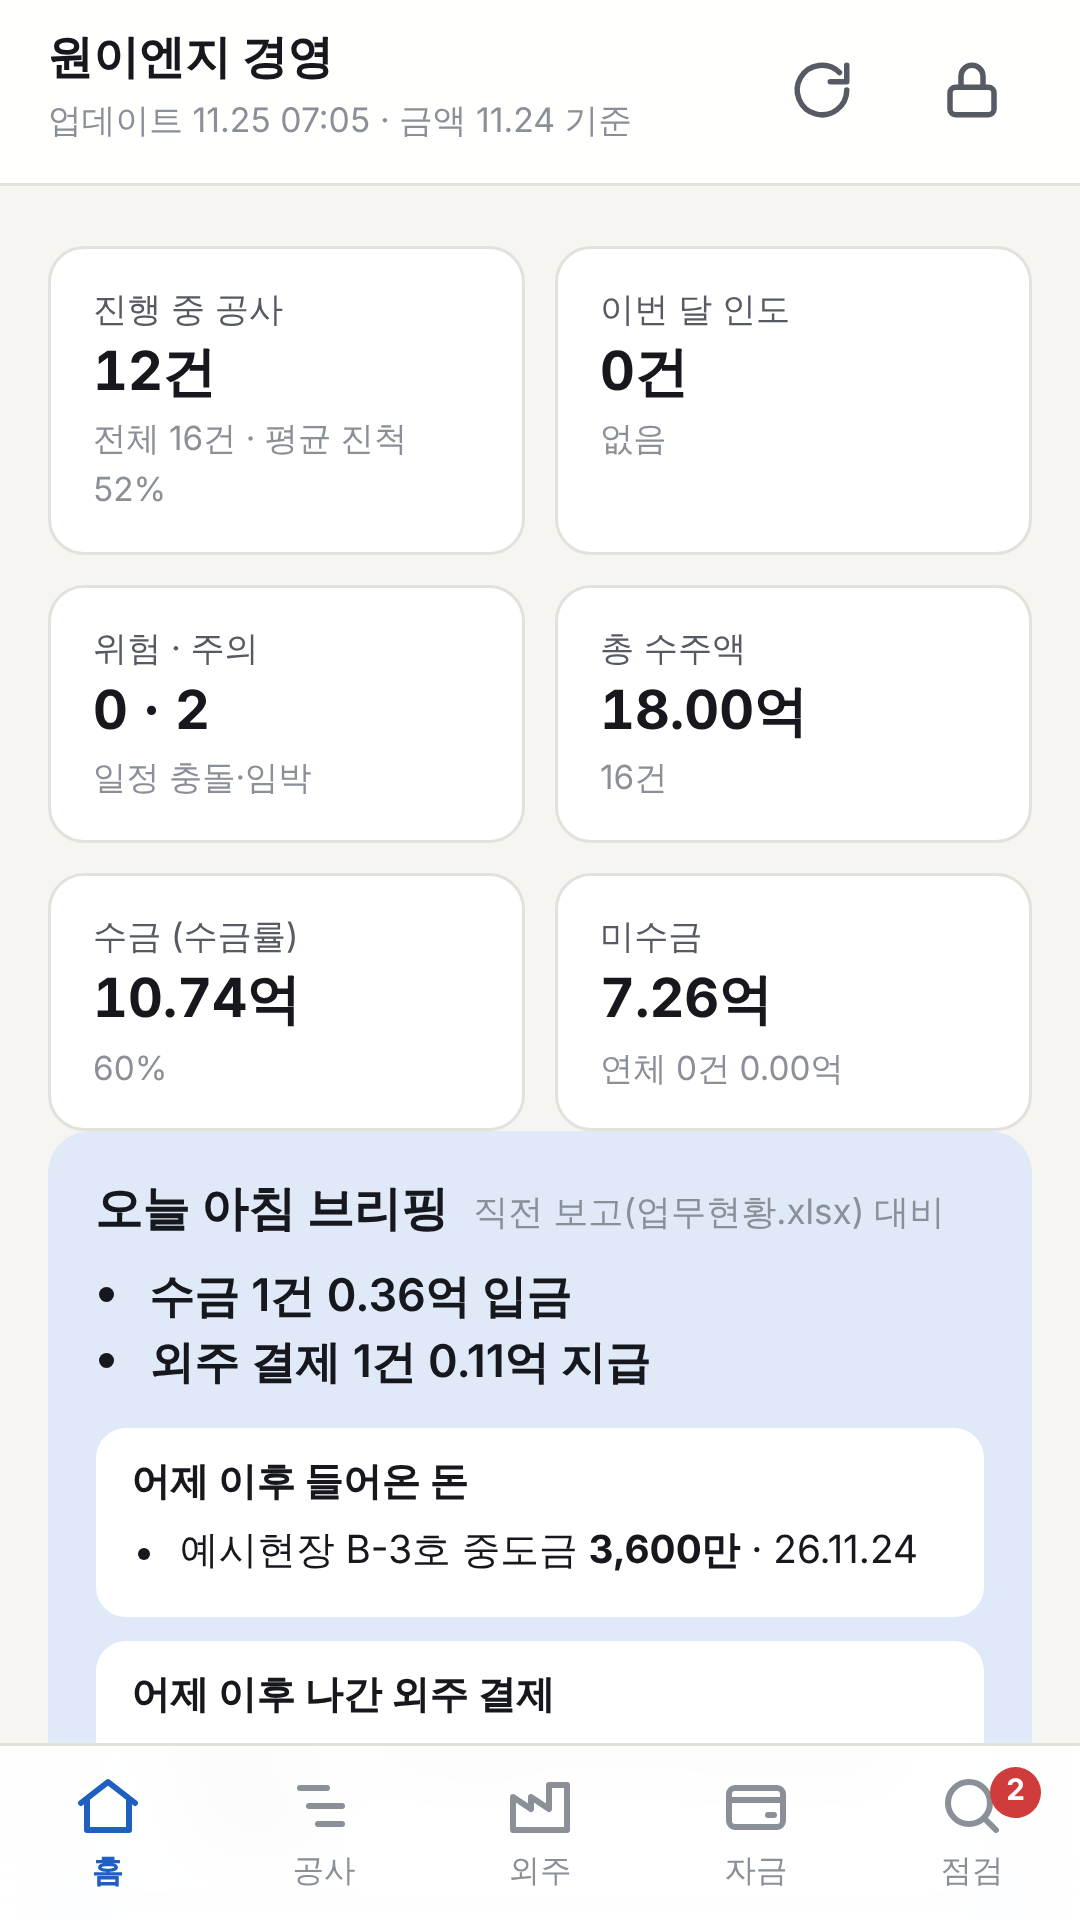 원이엔지 경영
업데이트 11.25 07:05 · 금액 11.24 기준
진행 중 공사
12건
전체 16건 · 평균 진척
52%
이번 달 인도
0건
없음
위험 · 주의
0 · 2
일정 충돌·임박
총 수주액
18.00억
16건
수금 (수금률)
10.74억
60%
미수금
7.26억
연체 0건 0.00억
오늘 아침 브리핑 직전 보고(업무현황.xlsx) 대비
• 수금 1건 0.36억 입금
• 외주 결제 1건 0.11억 지급
어제 이후 들어온 돈
• 예시현장 B-3호 중도금 3,600만 · 26.11.24
어제 이후 나간 외주 결제
홈
공사
외주
자금
2
점검